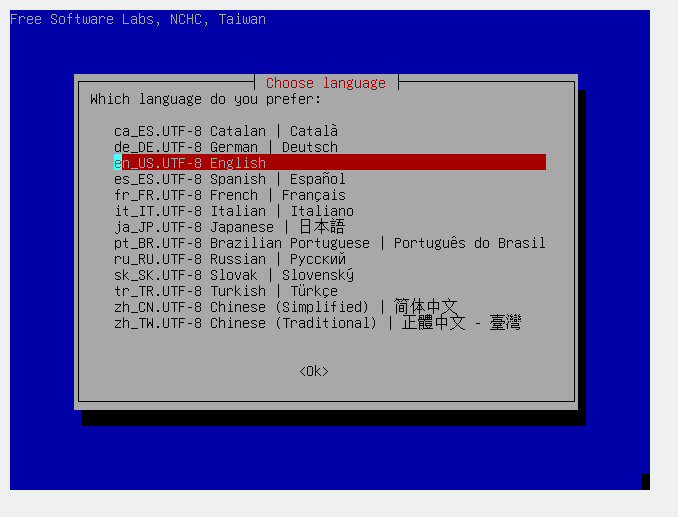 Free Software Labs, NCHC, Taiwan
Choose language
Which language do you prefer:
ca_ES.UTF-8 Catalan | Català
de_DE.UTF-8 German | Deutsch
en_US.UTF-8 English
es_ES.UTF-8 Spanish | Español
fr_FR.UTF-8 French | Français
it_IT.UTF-8 Italian | Italiano
ja_JP.UTF-8 Japanese | 日本語
pt_BR.UTF-8 Brazilian Portuguese | Português do Brasil
ru_RU.UTF-8 Russian | Русский
sk_SK.UTF-8 Slovak | Slovenský
tr_TR.UTF-8 Turkish | Türkçe
zh_CN.UTF-8 Chinese (Simplified) | 简体中文
zh_TW.UTF-8 Chinese (Traditional) | 正體中文 - 臺灣
<Ok>